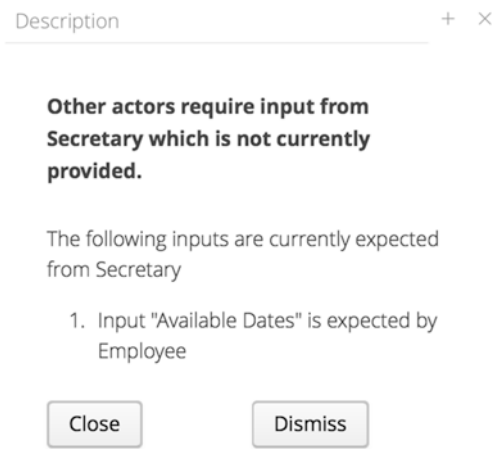 Description + ×
Other actors require input from
Secretary which is not currently
provided.
The following inputs are currently expected
from Secretary
1. Input "Available Dates" is expected by
Employee
Close Dismiss